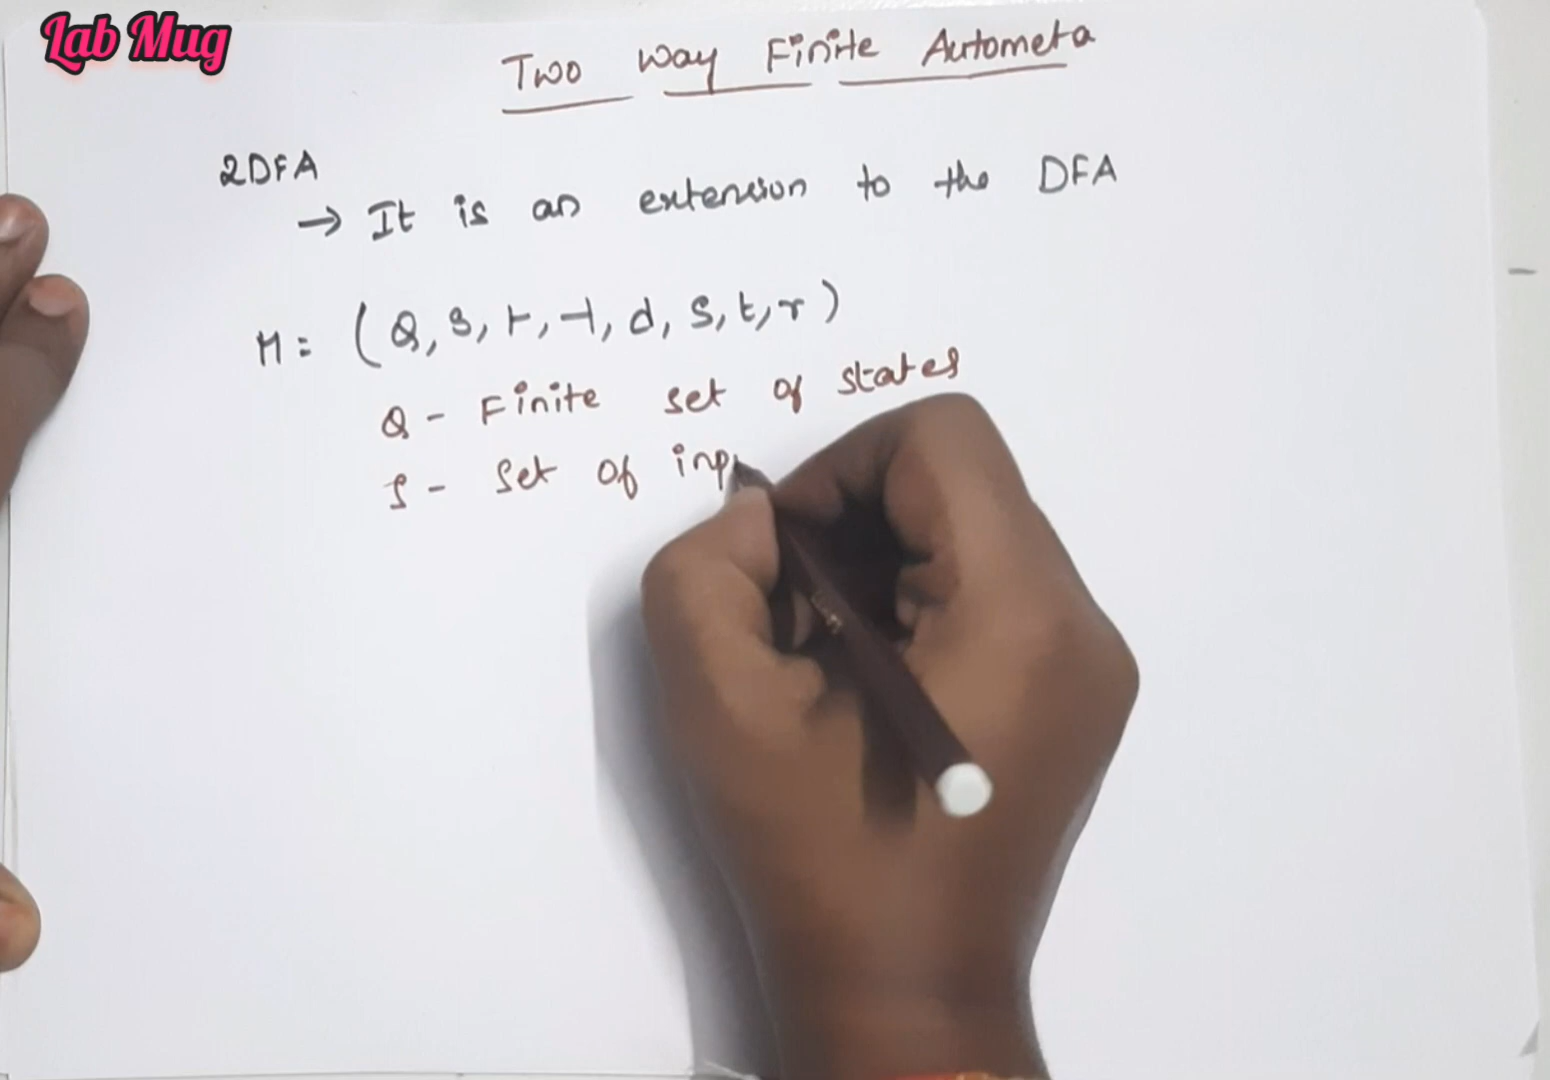 Lab Mug
Two Way Finite Autometa
2DFA
→ It is an extension to the DFA
M = (Q, S, ⊢, ⊣, d, S, t, r)
Q - Finite set of states
S - Set of inp